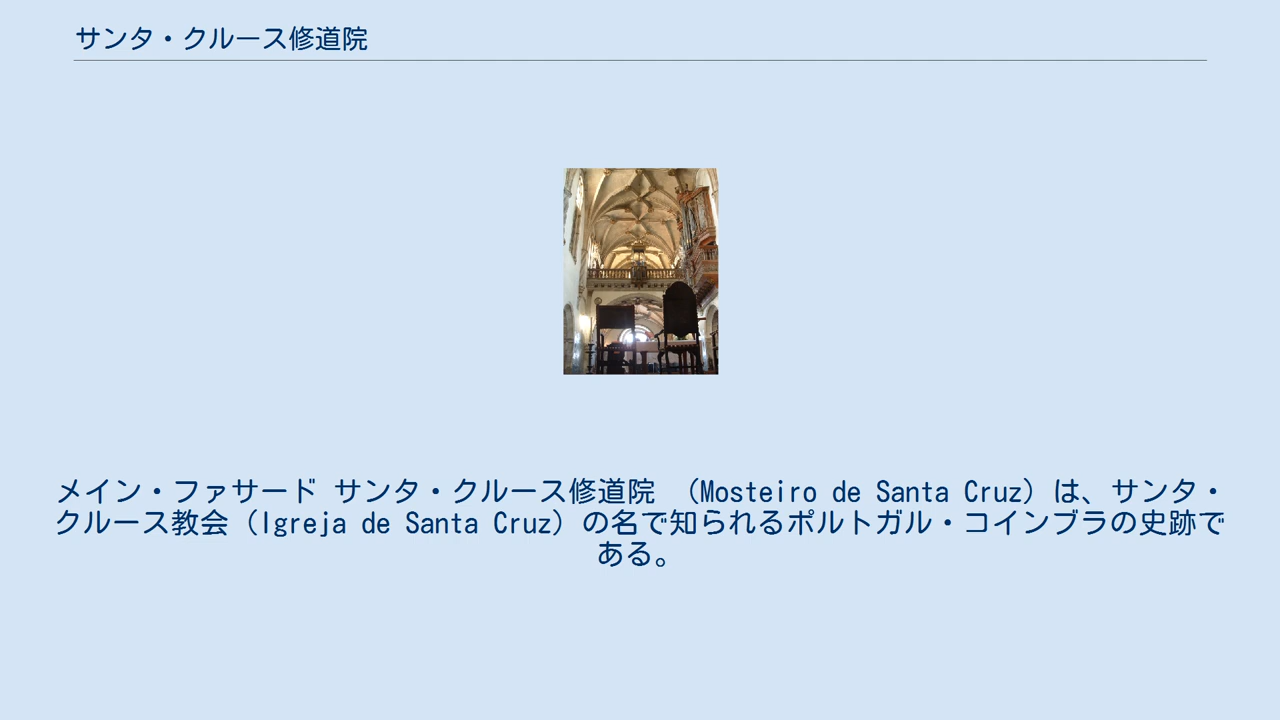 サンタ・クルース修道院
メイン・ファサード サンタ・クルース修道院 （Mosteiro de Santa Cruz）は、サンタ・
クルース教会（Igreja de Santa Cruz）の名で知られるポルトガル・コインブラの史跡で
ある。